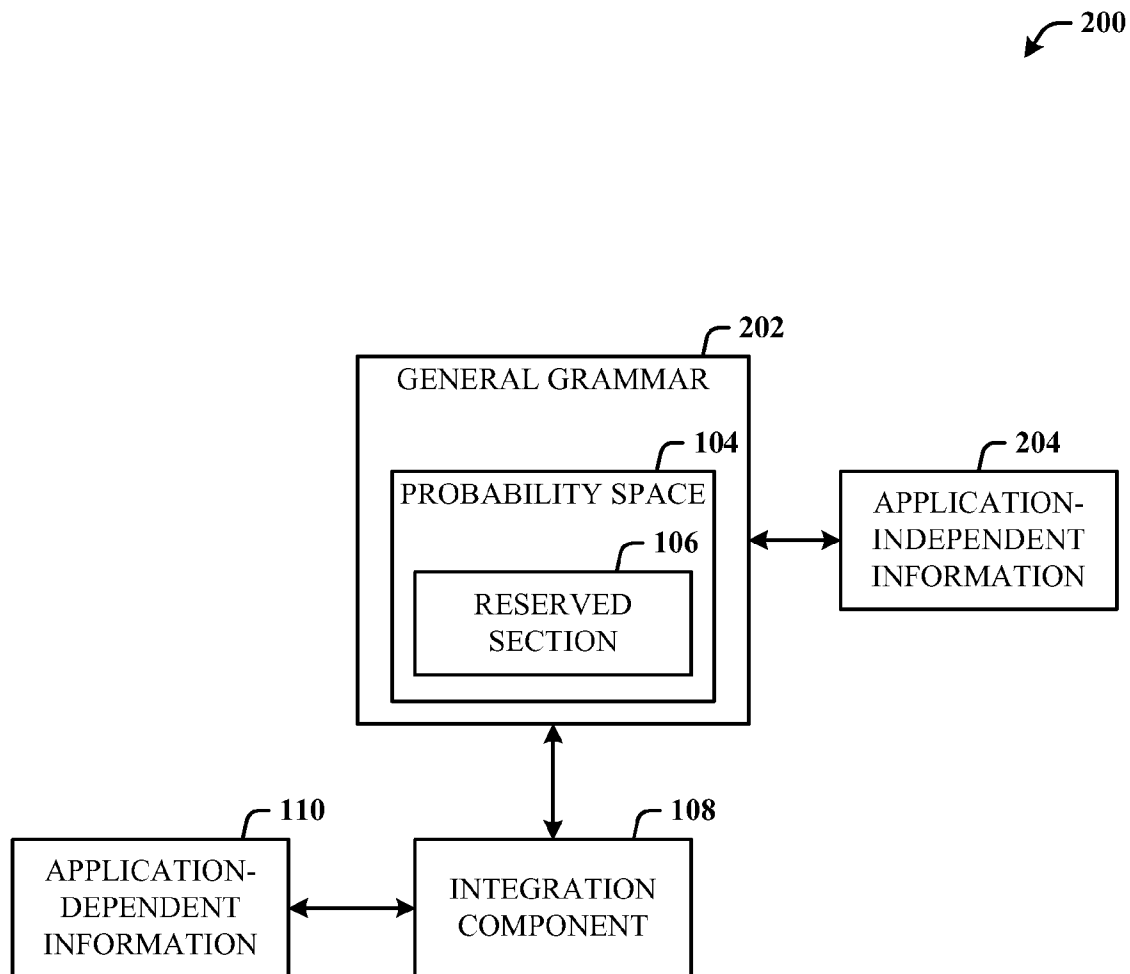 200
202
GENERAL GRAMMAR
104
PROBABILITY SPACE
106
RESERVED
SECTION
204
APPLICATION-
INDEPENDENT
INFORMATION
110
APPLICATION-
DEPENDENT
INFORMATION
108
INTEGRATION
COMPONENT